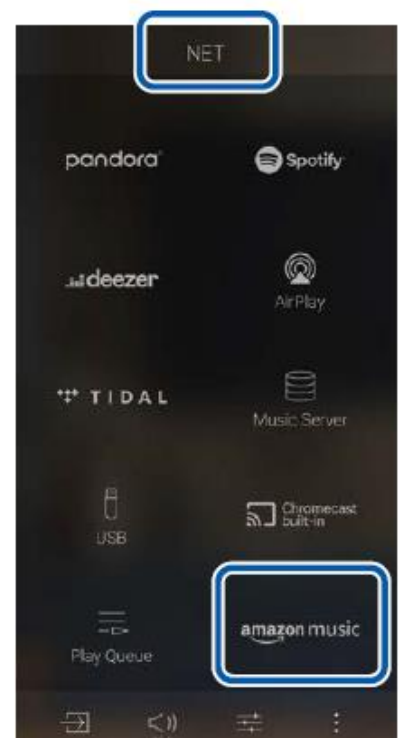 NET
pandora
Spotify
deezer
AirPlay
TIDAL
Music Server
USB
Chromecast
built-in
Play Queue
amazon music